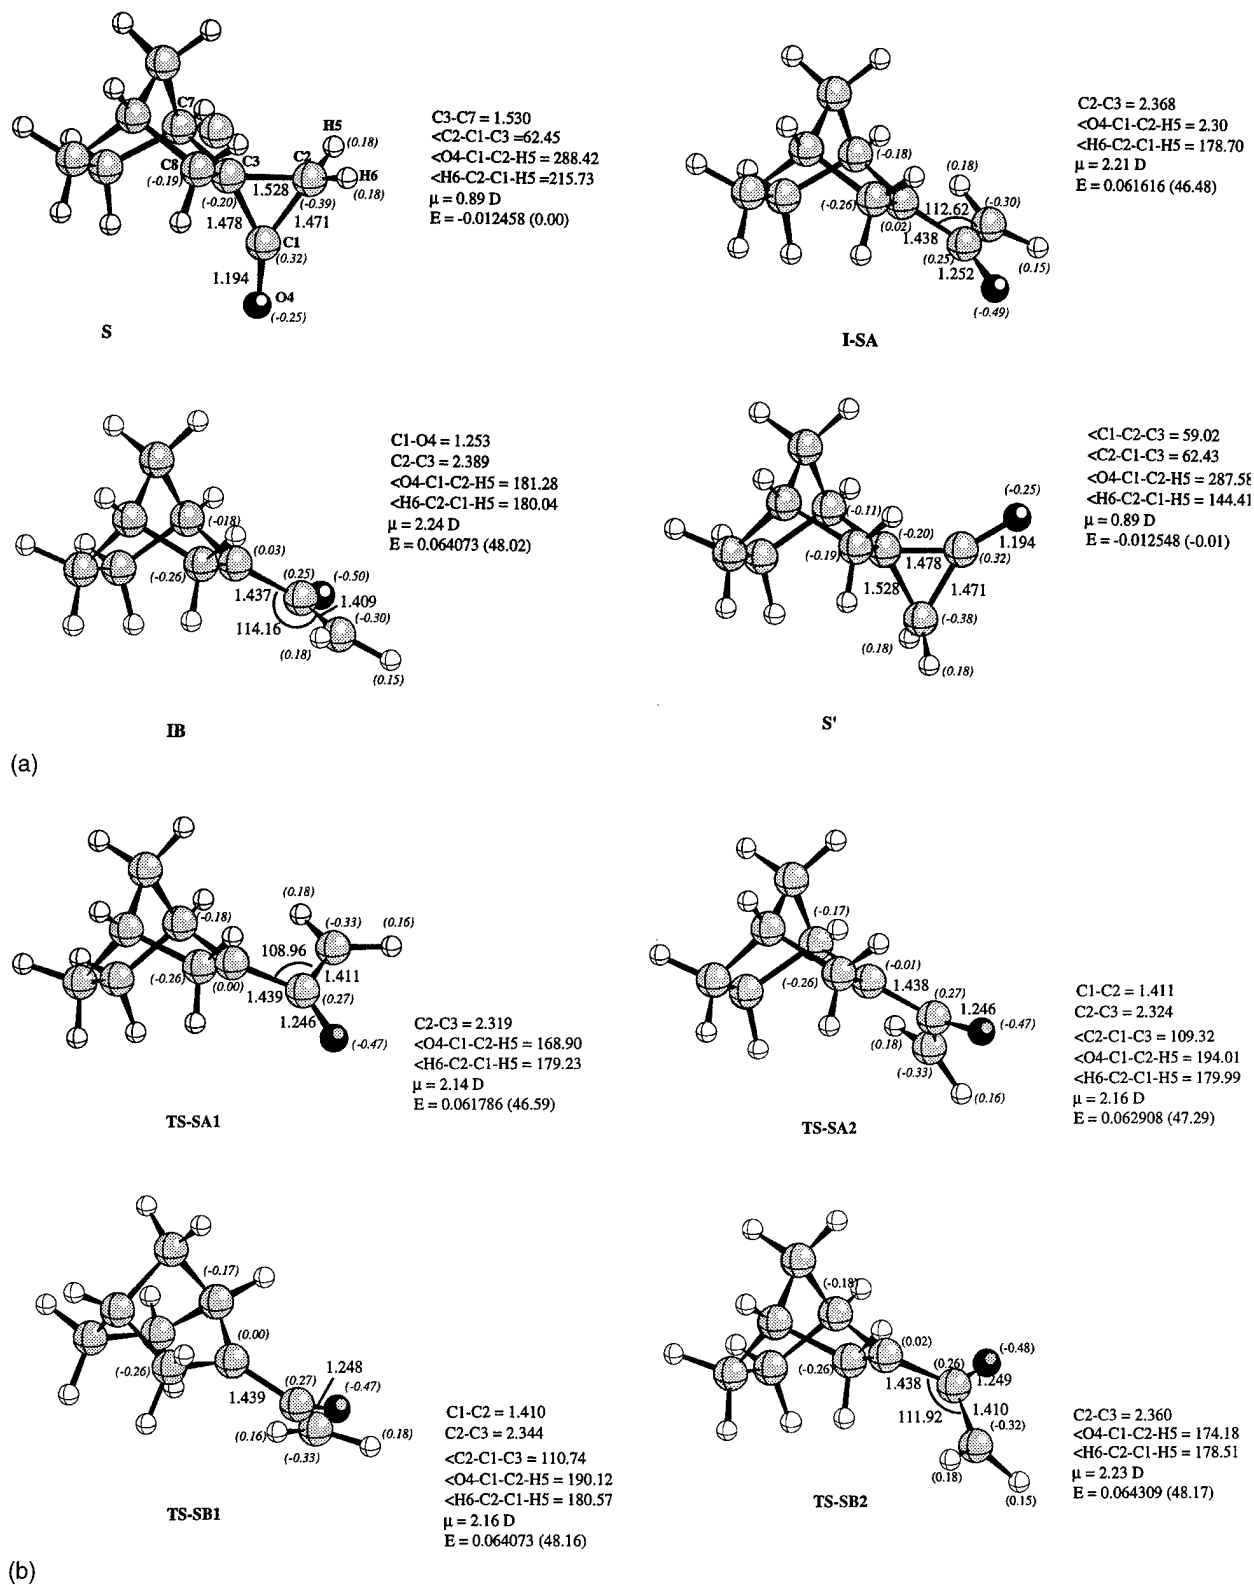 C7
H5
(0.18)
C8
C3
C2
H6
(0.18)
(-0.19)
1.528
(-0.20)
(-0.39)
1.478
1.471
C1
(0.32)
1.194
O4
(-0.25)
S
C3-C7 = 1.530
<C2-C1-C3 =62.45
<O4-C1-C2-H5 = 288.42
<H6-C2-C1-H5 =215.73
μ = 0.89 D
E = -0.012458 (0.00)
(-0.18)
(0.18)
(-0.26)
112.62
(-0.30)
(0.02)
1.438
(0.25)
(0.15)
1.252
(-0.49)
I-SA
C2-C3 = 2.368
<O4-C1-C2-H5 = 2.30
<H6-C2-C1-H5 = 178.70
μ = 2.21 D
E = 0.061616 (46.48)
(-018)
(0.03)
(-0.26)
(0.25)
(-0.50)
1.437
1.409
114.16
(-0.30)
(0.18)
(0.15)
IB
C1-O4 = 1.253
C2-C3 = 2.389
<O4-C1-C2-H5 = 181.28
<H6-C2-C1-H5 = 180.04
μ = 2.24 D
E = 0.064073 (48.02)
(-0.25)
(-0.11)
(-0.20)
1.194
(-0.19)
1.478
(0.32)
1.528
1.471
(-0.38)
(0.18)
(0.18)
S'
<C1-C2-C3 = 59.02
<C2-C1-C3 = 62.43
<O4-C1-C2-H5 = 287.58
<H6-C2-C1-H5 = 144.41
μ = 0.89 D
E = -0.012548 (-0.01)
(a)
(0.18)
(-0.18)
(-0.33)
(0.16)
108.96
(-0.26)
1.411
(0.00)
1.439
(0.27)
1.246
(-0.47)
TS-SA1
C2-C3 = 2.319
<O4-C1-C2-H5 = 168.90
<H6-C2-C1-H5 = 179.23
μ = 2.14 D
E = 0.061786 (46.59)
(-0.17)
(-0.01)
(-0.26)
1.438
(0.27)
1.246
(-0.47)
(0.18)
(-0.33)
(0.16)
TS-SA2
C1-C2 = 1.411
C2-C3 = 2.324
<C2-C1-C3 = 109.32
<O4-C1-C2-H5 = 194.01
<H6-C2-C1-H5 = 179.99
μ = 2.16 D
E = 0.062908 (47.29)
(-0.17)
(0.00)
(-0.26)
1.248
(0.27)
(-0.47)
1.439
(0.16)
(0.18)
(-0.33)
TS-SB1
C1-C2 = 1.410
C2-C3 = 2.344
<C2-C1-C3 = 110.74
<O4-C1-C2-H5 = 190.12
<H6-C2-C1-H5 = 180.57
μ = 2.16 D
E = 0.064073 (48.16)
(-0.18)
(0.02)
(-0.48)
(-0.26)
(0.26)
1.249
1.438
1.410
111.92
(-0.32)
(0.18)
(0.15)
TS-SB2
C2-C3 = 2.360
<O4-C1-C2-H5 = 174.18
<H6-C2-C1-H5 = 178.51
μ = 2.23 D
E = 0.064309 (48.17)
(b)